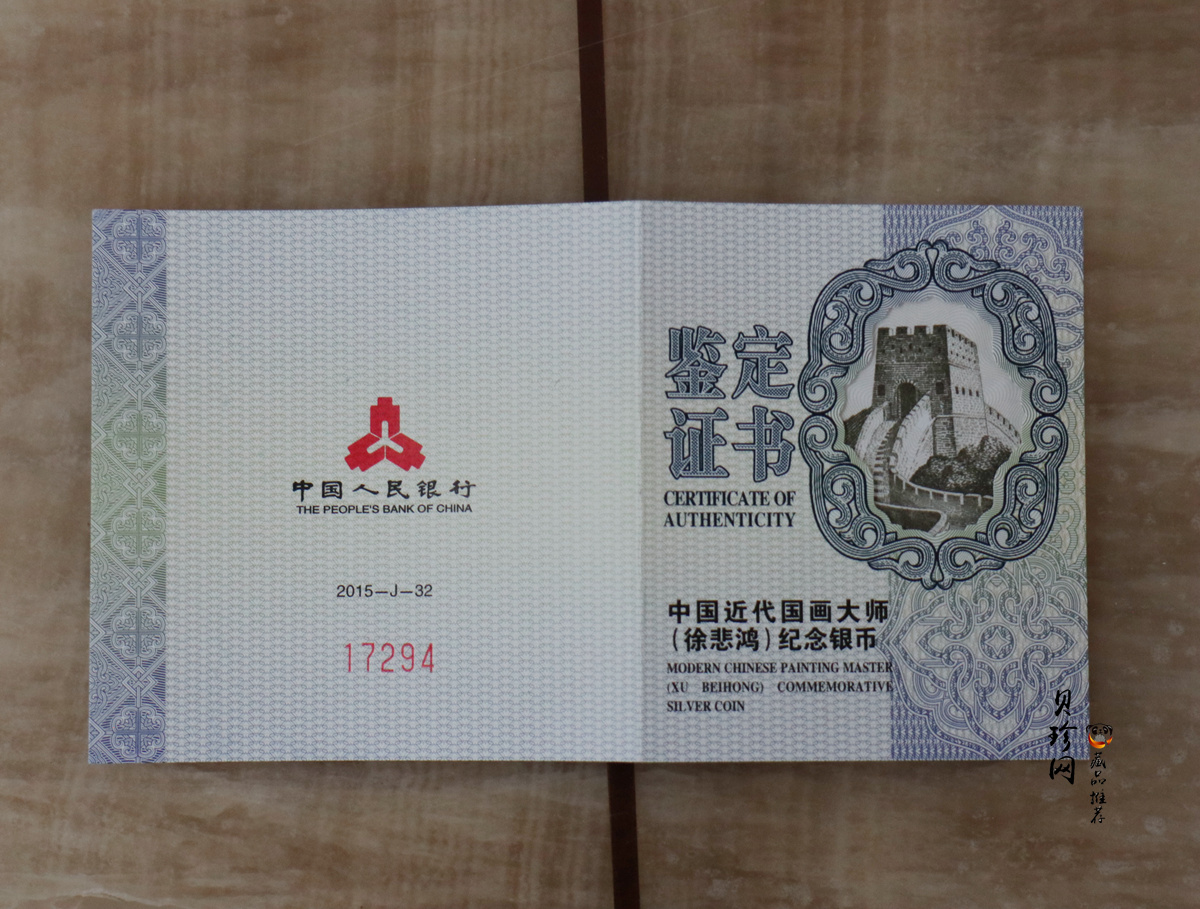 中国人民银行
THE PEOPLE'S BANK OF CHINA
2015-J-32
17294
鉴定
证书
CERTIFICATE OF
AUTHENTICITY
中国近代国画大师
(徐悲鸿)纪念银币
MODERN CHINESE PAINTING MASTER
(XU BEIHONG) COMMEMORATIVE
SILVER COIN
贝珍网
藏品推荐